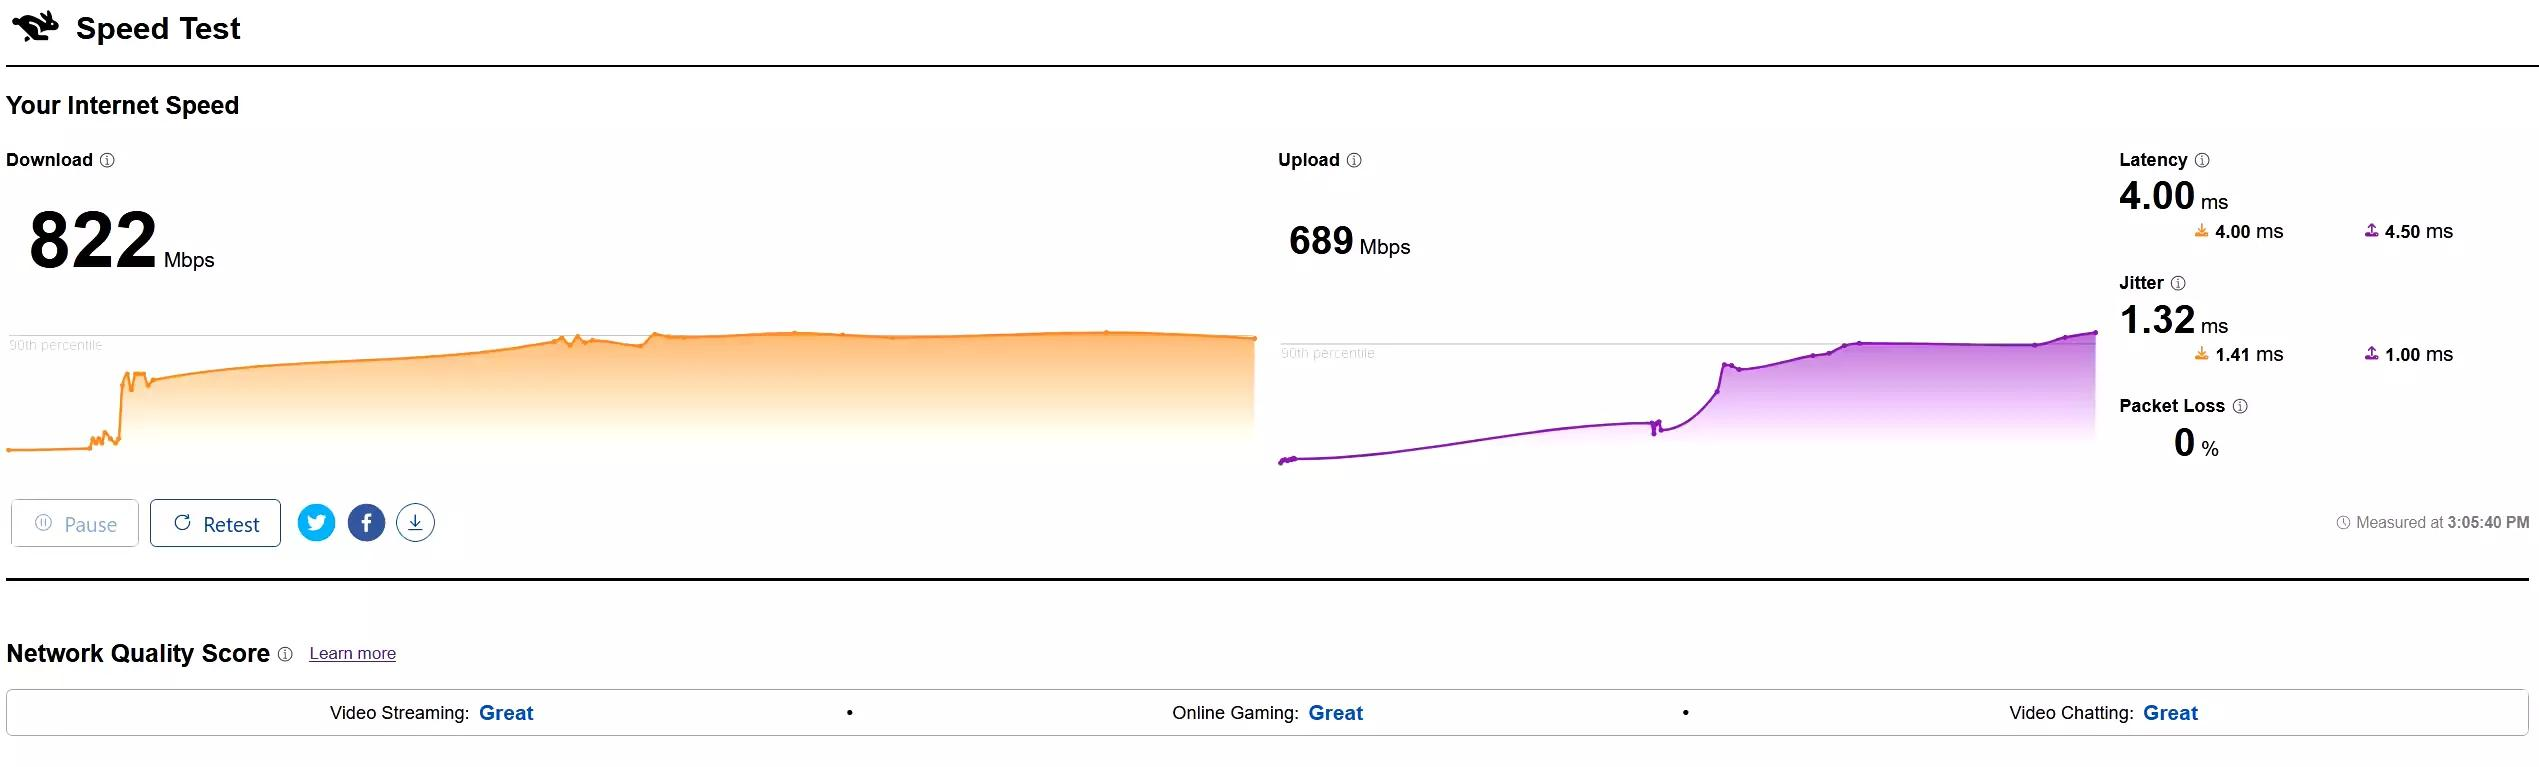 Speed Test
Your Internet Speed
Download
822 Mbps
90th percentile
Upload
689 Mbps
90th percentile
Latency
4.00 ms
4.00 ms 4.50 ms
Jitter
1.32 ms
1.41 ms 1.00 ms
Packet Loss
0 %
Pause Retest
Measured at 3:05:40 PM
Network Quality Score Learn more
Video Streaming: Great • Online Gaming: Great • Video Chatting: Great